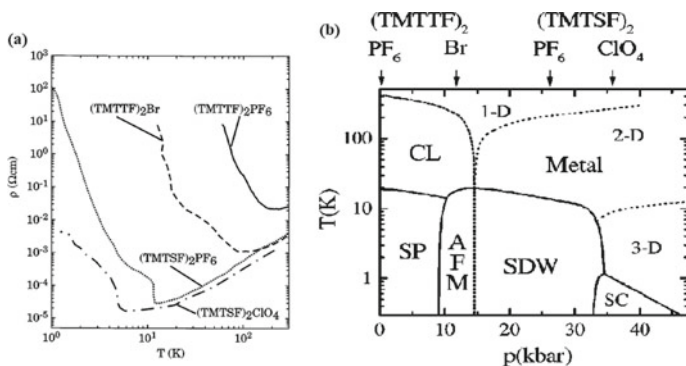 (a)
ρ (Ωcm)
10³
10²
10¹
10⁰
10⁻¹
10⁻²
10⁻³
10⁻⁴
10⁻⁵
(TMTTF)₂Br
(TMTTF)₂PF₆
(TMTSF)₂PF₆
(TMTSF)₂ClO₄
10⁰ 10¹ 10²
T (K)
(b)
(TMTTF)₂ (TMTSF)₂
PF₆ Br PF₆ ClO₄
T(K)
100
10
1
1-D
2-D
CL
Metal
SP
AFM
SDW
3-D
SC
0 10 20 30 40
p(kbar)